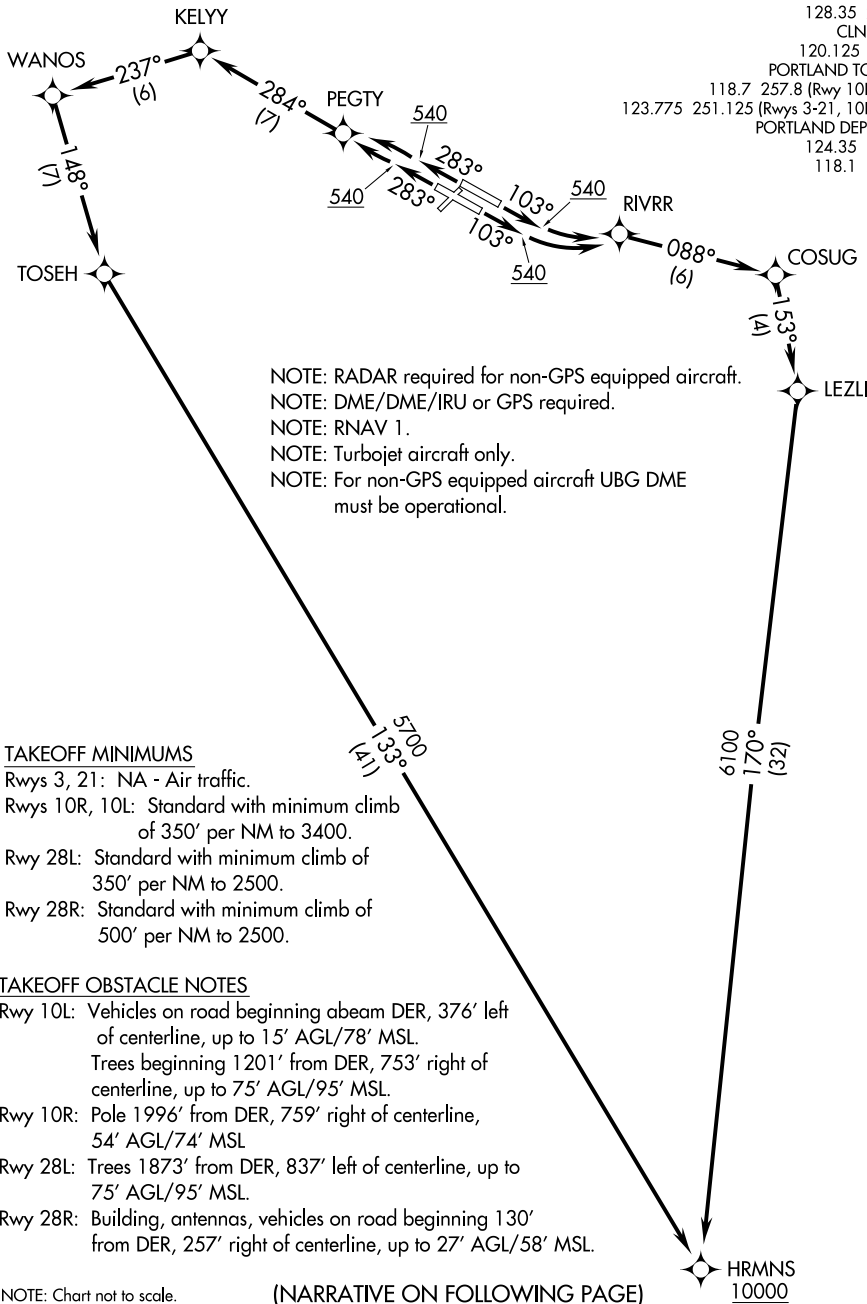 128.35
CLN
120.125
PORTLAND TO
118.7 257.8 (Rwy 10
123.775 251.125 (Rwys 3-21, 10
PORTLAND DEP
124.35
118.1
KELYY
WANOS
237°
(6)
284°
(7)
PEGTY
540
283°
540
283°
103°
540
103°
540
RIVRR
088°
(6)
COSUG
153°
(4)
LEZLI
148°
(7)
TOSEH
NOTE: RADAR required for non-GPS equipped aircraft.
NOTE: DME/DME/IRU or GPS required.
NOTE: RNAV 1.
NOTE: Turbojet aircraft only.
NOTE: For non-GPS equipped aircraft UBG DME
must be operational.
5700
133°
(41)
6100
170°
(32)
TAKEOFF MINIMUMS
Rwys 3, 21: NA - Air traffic.
Rwys 10R, 10L: Standard with minimum climb
of 350' per NM to 3400.
Rwy 28L: Standard with minimum climb of
350' per NM to 2500.
Rwy 28R: Standard with minimum climb of
500' per NM to 2500.
TAKEOFF OBSTACLE NOTES
Rwy 10L: Vehicles on road beginning abeam DER, 376' left
of centerline, up to 15' AGL/78' MSL.
Trees beginning 1201' from DER, 753' right of
centerline, up to 75' AGL/95' MSL.
Rwy 10R: Pole 1996' from DER, 759' right of centerline,
54' AGL/74' MSL
Rwy 28L: Trees 1873' from DER, 837' left of centerline, up to
75' AGL/95' MSL.
Rwy 28R: Building, antennas, vehicles on road beginning 130'
from DER, 257' right of centerline, up to 27' AGL/58' MSL.
HRMNS
10000
NOTE: Chart not to scale.
(NARRATIVE ON FOLLOWING PAGE)